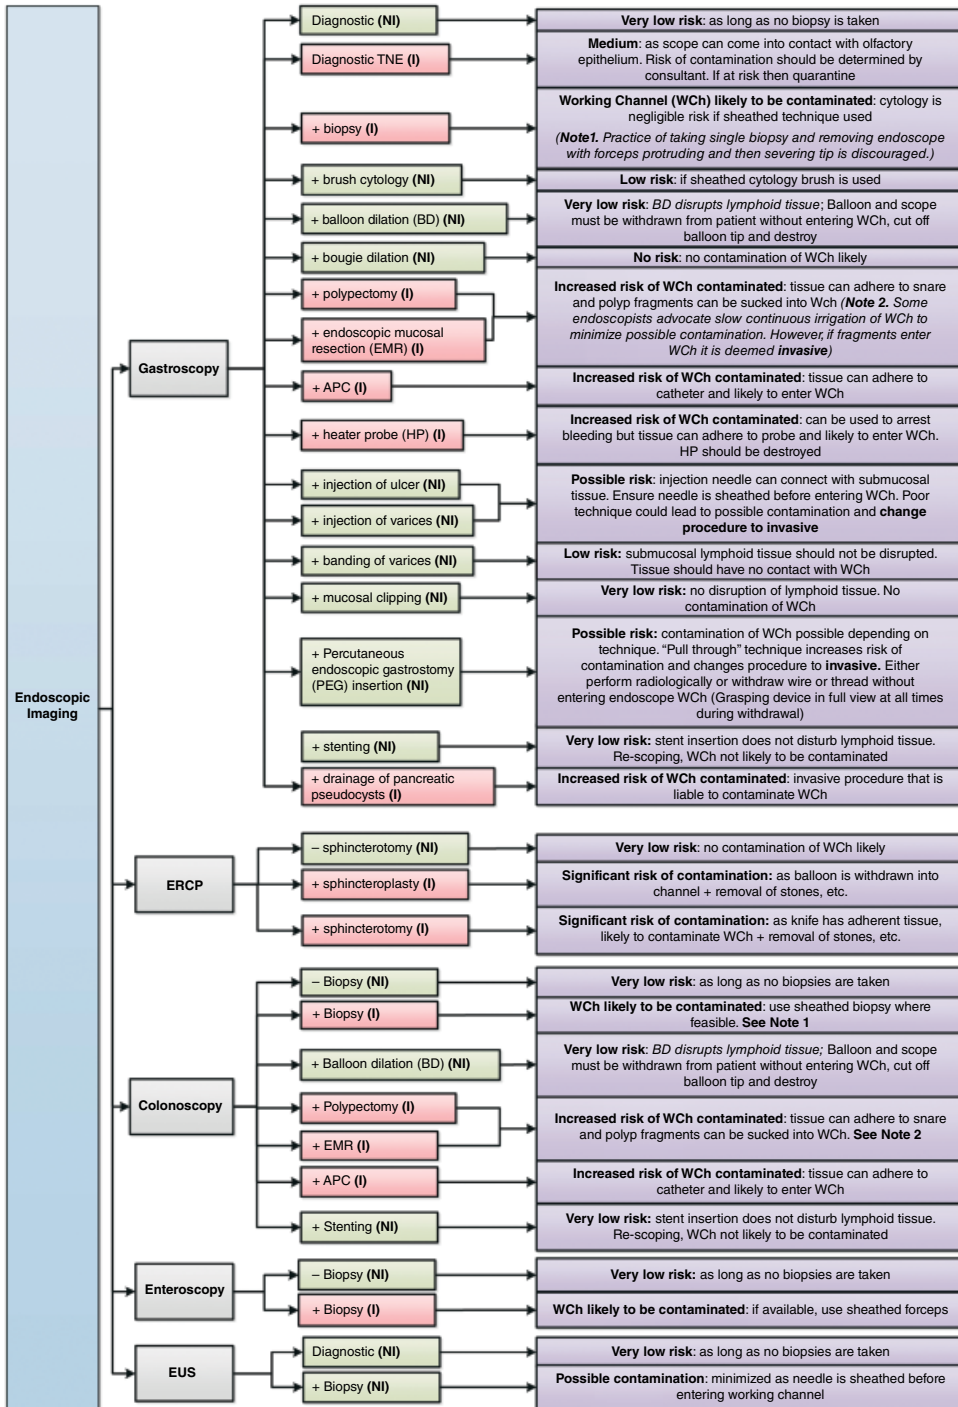 Endoscopic
Imaging
Gastroscopy
Diagnostic (NI)
Very low risk: as long as no biopsy is taken
Diagnostic TNE (I)
Medium: as scope can come into contact with olfactory
epithelium. Risk of contamination should be determined by
consultant. If at risk then quarantine
+ biopsy (I)
Working Channel (WCh) likely to be contaminated: cytology is
negligible risk if sheathed technique used
(Note1. Practice of taking single biopsy and removing endoscope
with forceps protruding and then severing tip is discouraged.)
+ brush cytology (NI)
Low risk: if sheathed cytology brush is used
+ balloon dilation (BD) (NI)
Very low risk: BD disrupts lymphoid tissue; Balloon and scope
must be withdrawn from patient without entering WCh, cut off
balloon tip and destroy
+ bougie dilation (NI)
No risk: no contamination of WCh likely
+ polypectomy (I)
+ endoscopic mucosal
resection (EMR) (I)
Increased risk of WCh contaminated: tissue can adhere to snare
and polyp fragments can be sucked into Wch (Note 2. Some
endoscopists advocate slow continuous irrigation of WCh to
minimize possible contamination. However, if fragments enter
WCh it is deemed invasive)
+ APC (I)
Increased risk of WCh contaminated: tissue can adhere to
catheter and likely to enter WCh
+ heater probe (HP) (I)
Increased risk of WCh contaminated: can be used to arrest
bleeding but tissue can adhere to probe and likely to enter WCh.
HP should be destroyed
+ injection of ulcer (NI)
+ injection of varices (NI)
Possible risk: injection needle can connect with submucosal
tissue. Ensure needle is sheathed before entering WCh. Poor
technique could lead to possible contamination and change
procedure to invasive
+ banding of varices (NI)
Low risk: submucosal lymphoid tissue should not be disrupted.
Tissue should have no contact with WCh
+ mucosal clipping (NI)
Very low risk: no disruption of lymphoid tissue. No
contamination of WCh
+ Percutaneous
endoscopic gastrostomy
(PEG) insertion (NI)
Possible risk: contamination of WCh possible depending on
technique. "Pull through" technique increases risk of
contamination and changes procedure to invasive. Either
perform radiologically or withdraw wire or thread without
entering endoscope WCh (Grasping device in full view at all times
during withdrawal)
+ stenting (NI)
Very low risk: stent insertion does not disturb lymphoid tissue.
Re-scoping, WCh not likely to be contaminated
+ drainage of pancreatic
pseudocysts (I)
Increased risk of WCh contaminated: invasive procedure that is
liable to contaminate WCh
ERCP
– sphincterotomy (NI)
Very low risk: no contamination of WCh likely
+ sphincteroplasty (I)
Significant risk of contamination: as balloon is withdrawn into
channel + removal of stones, etc.
+ sphincterotomy (I)
Significant risk of contamination: as knife has adherent tissue,
likely to contaminate WCh + removal of stones, etc.
Colonoscopy
– Biopsy (NI)
Very low risk: as long as no biopsies are taken
+ Biopsy (I)
WCh likely to be contaminated: use sheathed biopsy where
feasible. See Note 1
+ Balloon dilation (BD) (NI)
Very low risk: BD disrupts lymphoid tissue; Balloon and scope
must be withdrawn from patient without entering WCh, cut off
balloon tip and destroy
+ Polypectomy (I)
+ EMR (I)
Increased risk of WCh contaminated: tissue can adhere to snare
and polyp fragments can be sucked into WCh. See Note 2
+ APC (I)
Increased risk of WCh contaminated: tissue can adhere to
catheter and likely to enter WCh
+ Stenting (NI)
Very low risk: stent insertion does not disturb lymphoid tissue.
Re-scoping, WCh not likely to be contaminated
Enteroscopy
– Biopsy (NI)
Very low risk: as long as no biopsies are taken
+ Biopsy (I)
WCh likely to be contaminated: if available, use sheathed forceps
EUS
Diagnostic (NI)
Very low risk: as long as no biopsies are taken
+ Biopsy (NI)
Possible contamination: minimized as needle is sheathed before
entering working channel